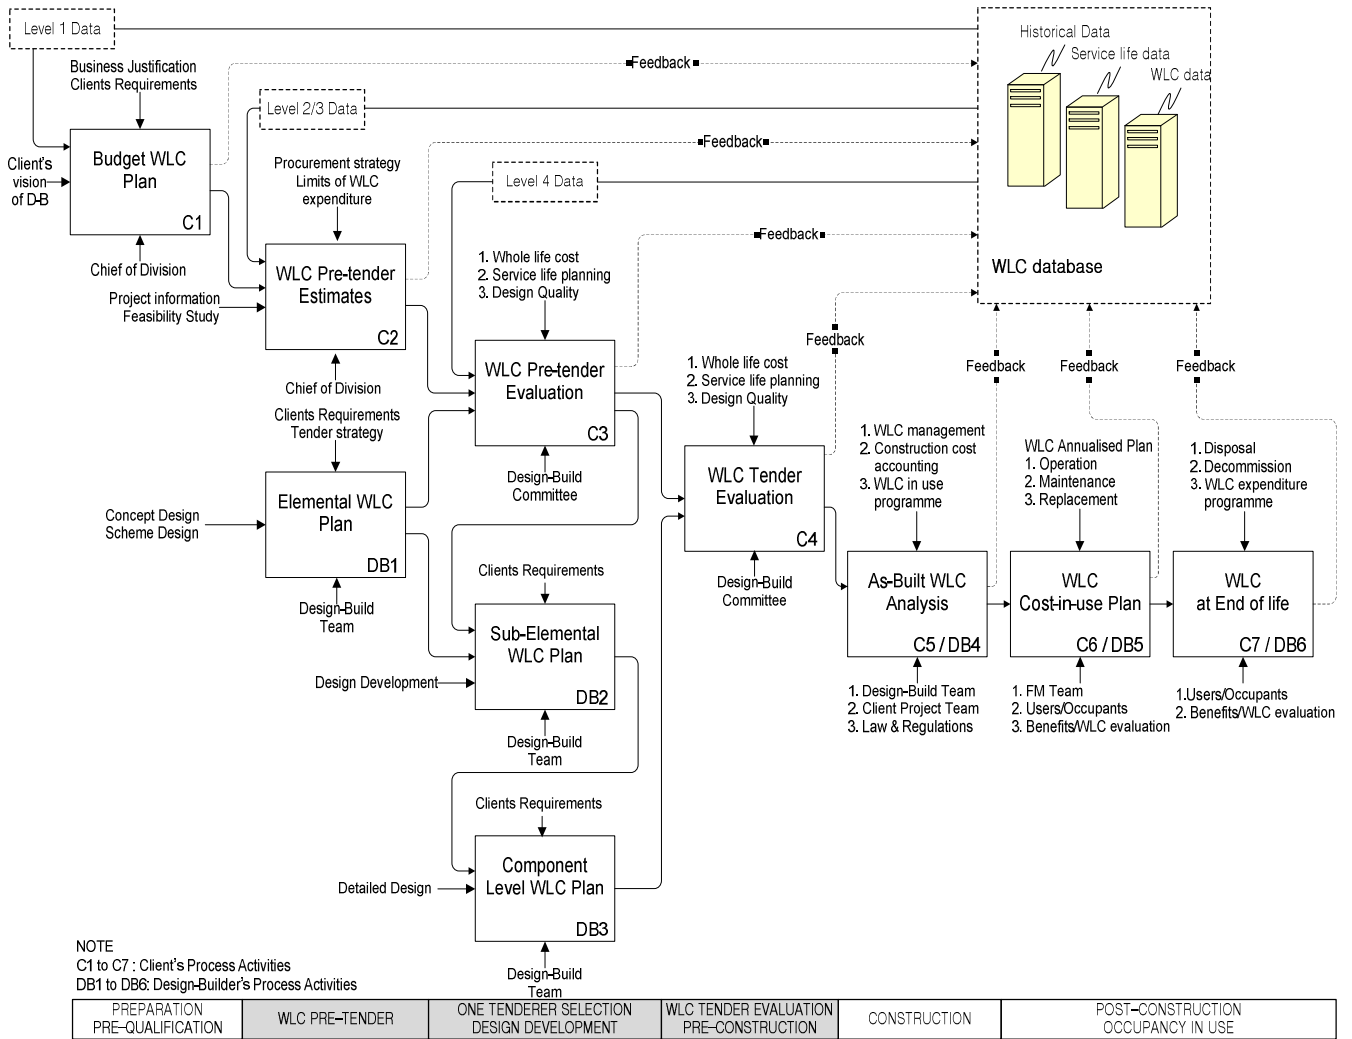 Level 1 Data
Historical Data
Service life data
WLC data
WLC database
Business Justification
Clients Requirements
Feedback
Level 2/3 Data
Feedback
Client's
vision
of D-B
Budget WLC
Plan
C1
Chief of Division
Procurement strategy
Limits of WLC
expenditure
Level 4 Data
Feedback
Project information
Feasibility Study
WLC Pre-tender
Estimates
C2
Chief of Division
1. Whole life cost
2. Service life planning
3. Design Quality
Feedback
Feedback
Feedback
Feedback
WLC Pre-tender
Evaluation
C3
Design-Build
Committee
1. Whole life cost
2. Service life planning
3. Design Quality
Clients Requirements
Tender strategy
Concept Design
Scheme Design
Elemental WLC
Plan
DB1
Design-Build
Team
WLC Tender
Evaluation
C4
Design-Build
Committee
1. WLC management
2. Construction cost
accounting
3. WLC in use
programme
WLC Annualised Plan
1. Operation
2. Maintenance
3. Replacement
1. Disposal
2. Decommission
3. WLC expenditure
programme
Clients Requirements
Design Development
Sub-Elemental
WLC Plan
DB2
Design-Build
Team
As-Built WLC
Analysis
C5 / DB4
WLC
Cost-in-use Plan
C6 / DB5
WLC
at End of life
C7 / DB6
1. Design-Build Team
2. Client Project Team
3. Law & Regulations
1. FM Team
2. Users/Occupants
3. Benefits/WLC evaluation
1.Users/Occupants
2. Benefits/WLC evaluation
Clients Requirements
Detailed Design
Component
Level WLC Plan
DB3
Design-Build
Team
NOTE
C1 to C7 : Client's Process Activities
DB1 to DB6: Design-Builder's Process Activities
PREPARATION
PRE-QUALIFICATION
WLC PRE-TENDER
ONE TENDERER SELECTION
DESIGN DEVELOPMENT
WLC TENDER EVALUATION
PRE-CONSTRUCTION
CONSTRUCTION
POST-CONSTRUCTION
OCCUPANCY IN USE